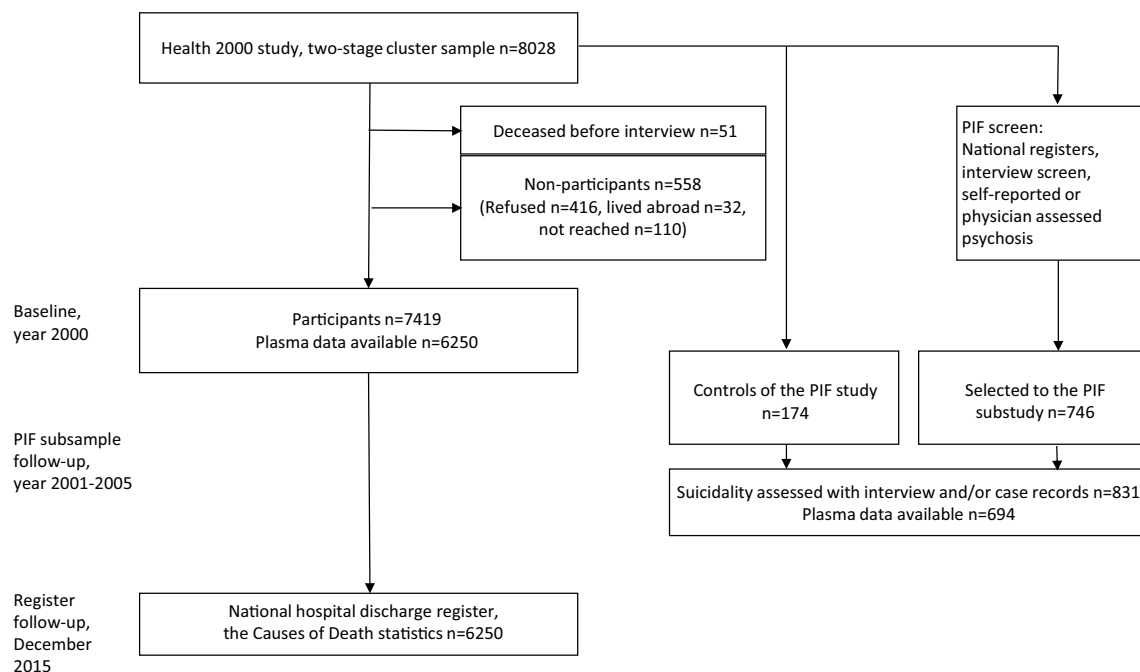 Health 2000 study, two-stage cluster sample n=8028
Deceased before interview n=51
Non-participants n=558
(Refused n=416, lived abroad n=32,
not reached n=110)
PIF screen:
National registers,
interview screen,
self-reported or
physician assessed
psychosis
Baseline,
year 2000
Participants n=7419
Plasma data available n=6250
Controls of the PIF study
n=174
Selected to the PIF
substudy n=746
PIF subsample
follow-up,
year 2001-2005
Suicidality assessed with interview and/or case records n=831
Plasma data available n=694
Register
follow-up,
December
2015
National hospital discharge register,
the Causes of Death statistics n=6250